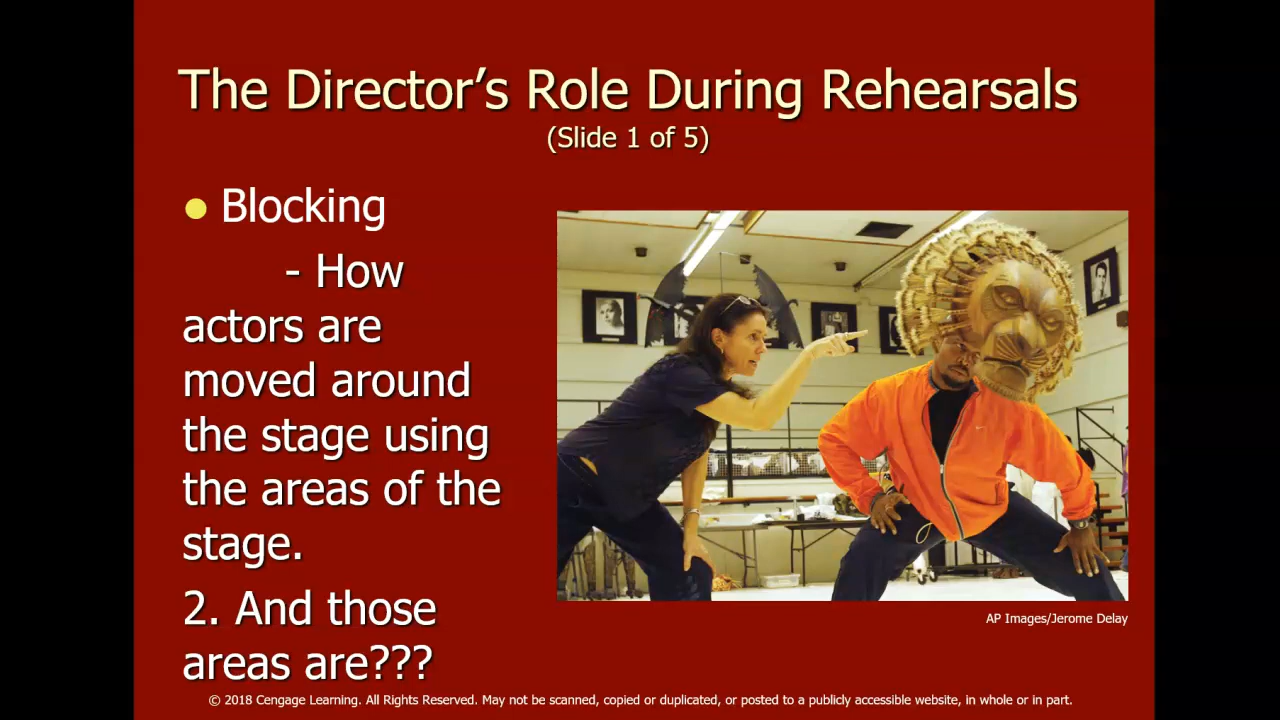 The Director’s Role During Rehearsals
(Slide 1 of 5)
Blocking
- How
actors are
moved around
the stage using
the areas of the
stage.
2. And those
areas are???
AP Images/Jerome Delay
© 2018 Cengage Learning. All Rights Reserved. May not be scanned, copied or duplicated, or posted to a publicly accessible website, in whole or in part.